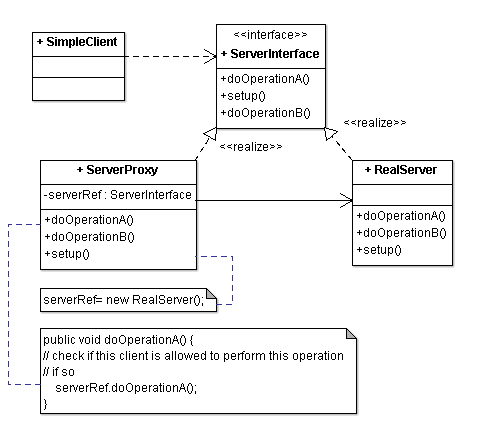 + SimpleClient
<<interface>>
+ ServerInterface
+doOperationA()
+setup()
+doOperationB()
<<realize>>
<<realize>>
+ ServerProxy
-serverRef : ServerInterface
+doOperationA()
+doOperationB()
+setup()
+ RealServer
+doOperationA()
+doOperationB()
+setup()
serverRef= new RealServer();
public void doOperationA() {
// check if this client is allowed to perform this operation
// if so
serverRef.doOperationA();
}